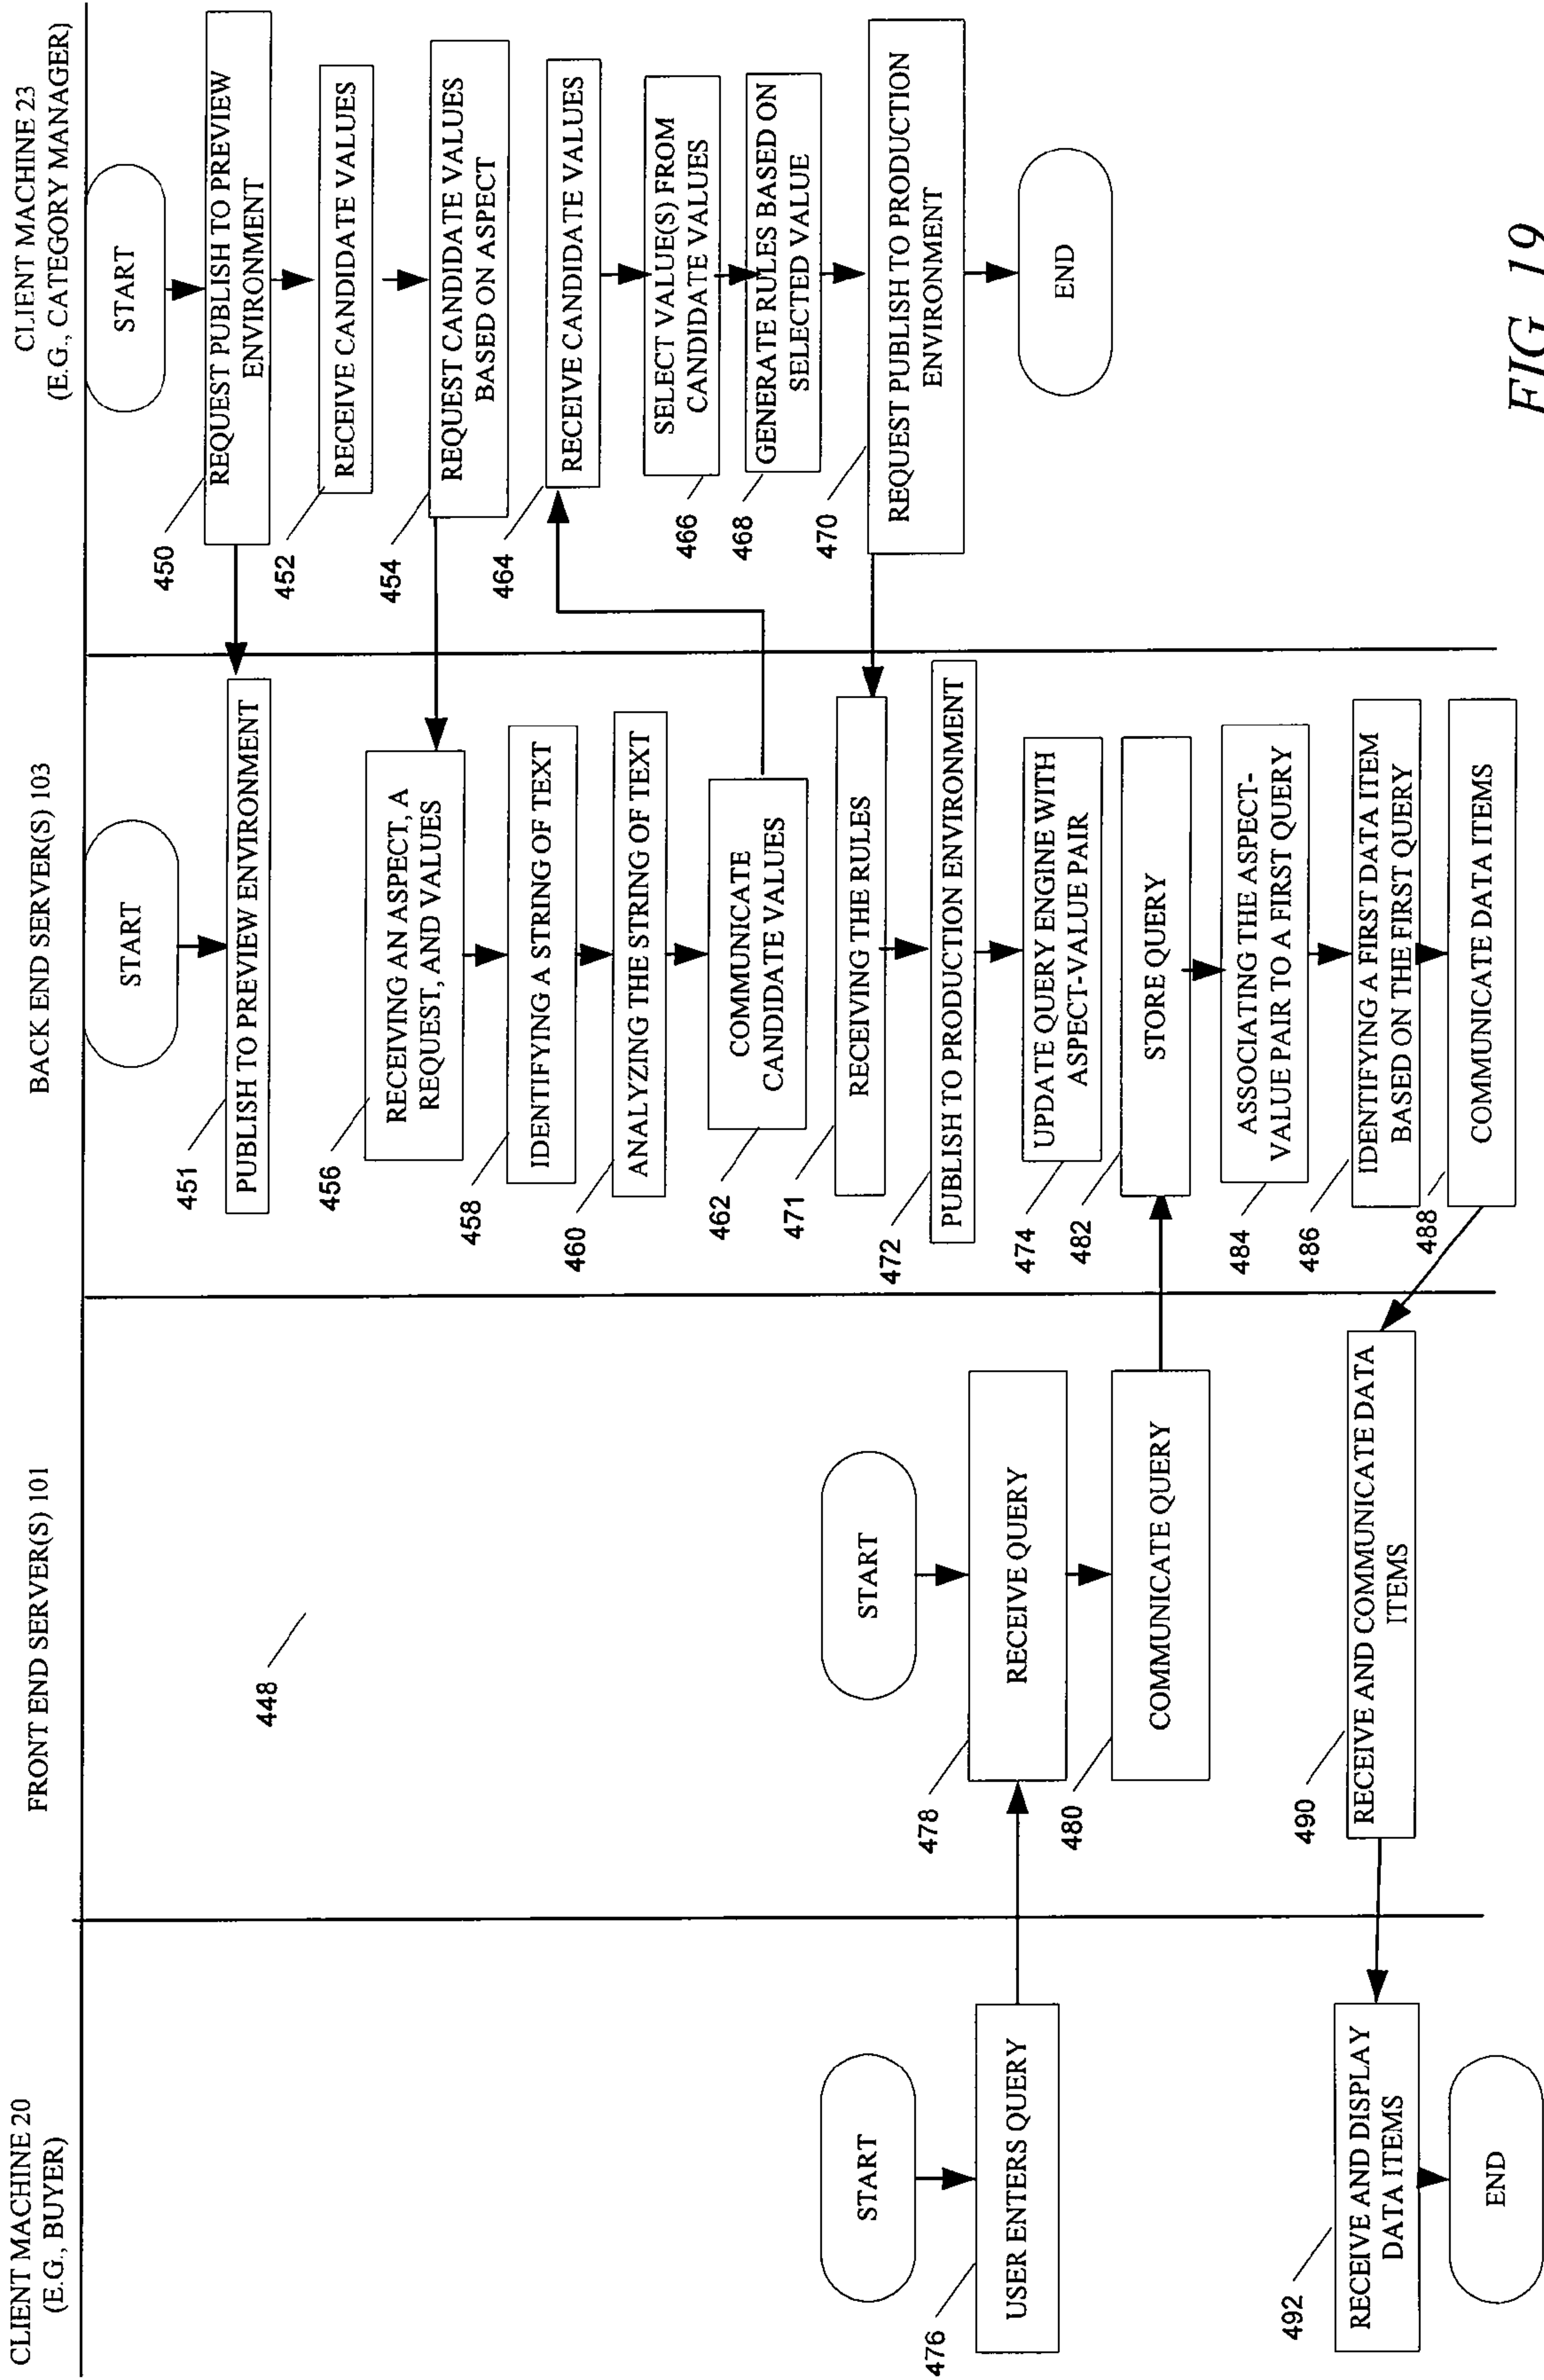 CLIENT MACHINE 20
(E.G., BUYER)
FRONT END SERVER(S) 101
BACK END SERVER(S) 103
CLIENT MACHINE 23
(E.G., CATEGORY MANAGER)
START
476
USER ENTERS QUERY
492
RECEIVE AND DISPLAY
DATA ITEMS
END
448
START
478
RECEIVE QUERY
480
COMMUNICATE QUERY
490
RECEIVE AND COMMUNICATE DATA
ITEMS
START
451
PUBLISH TO PREVIEW ENVIRONMENT
456
RECEIVING AN ASPECT, A
REQUEST, AND VALUES
458
IDENTIFYING A STRING OF TEXT
460
ANALYZING THE STRING OF TEXT
462
COMMUNICATE
CANDIDATE VALUES
471
RECEIVING THE RULES
472
PUBLISH TO PRODUCTION ENVIRONMENT
474
UPDATE QUERY ENGINE WITH
ASPECT-VALUE PAIR
482
STORE QUERY
484
ASSOCIATING THE ASPECT-
VALUE PAIR TO A FIRST QUERY
486
IDENTIFYING A FIRST DATA ITEM
BASED ON THE FIRST QUERY
488
COMMUNICATE DATA ITEMS
START
450
REQUEST PUBLISH TO PREVIEW
ENVIRONMENT
452
RECEIVE CANDIDATE VALUES
454
REQUEST CANDIDATE VALUES
BASED ON ASPECT
464
RECEIVE CANDIDATE VALUES
466
SELECT VALUE(S) FROM
CANDIDATE VALUES
468
GENERATE RULES BASED ON
SELECTED VALUE
470
REQUEST PUBLISH TO PRODUCTION
ENVIRONMENT
END
FIG. 19